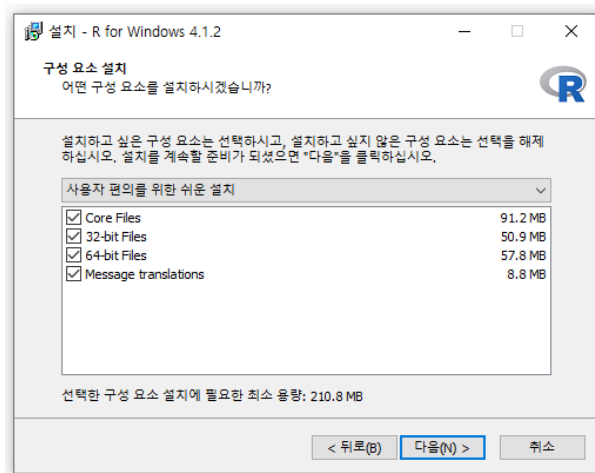 설치 - R for Windows 4.1.2
구성 요소 설치
어떤 구성 요소를 설치하시겠습니까?
R
설치하고 싶은 구성 요소는 선택하시고, 설치하고 싶지 않은 구성 요소는 선택을 해제
하십시오. 설치를 계속할 준비가 되셨으면 "다음"을 클릭하십시오.
사용자 편의를 위한 쉬운 설치
Core Files 91.2 MB
32-bit Files 50.9 MB
64-bit Files 57.8 MB
Message translations 8.8 MB
선택한 구성 요소 설치에 필요한 최소 용량: 210.8 MB
< 뒤로(B) 다음(N) > 취소